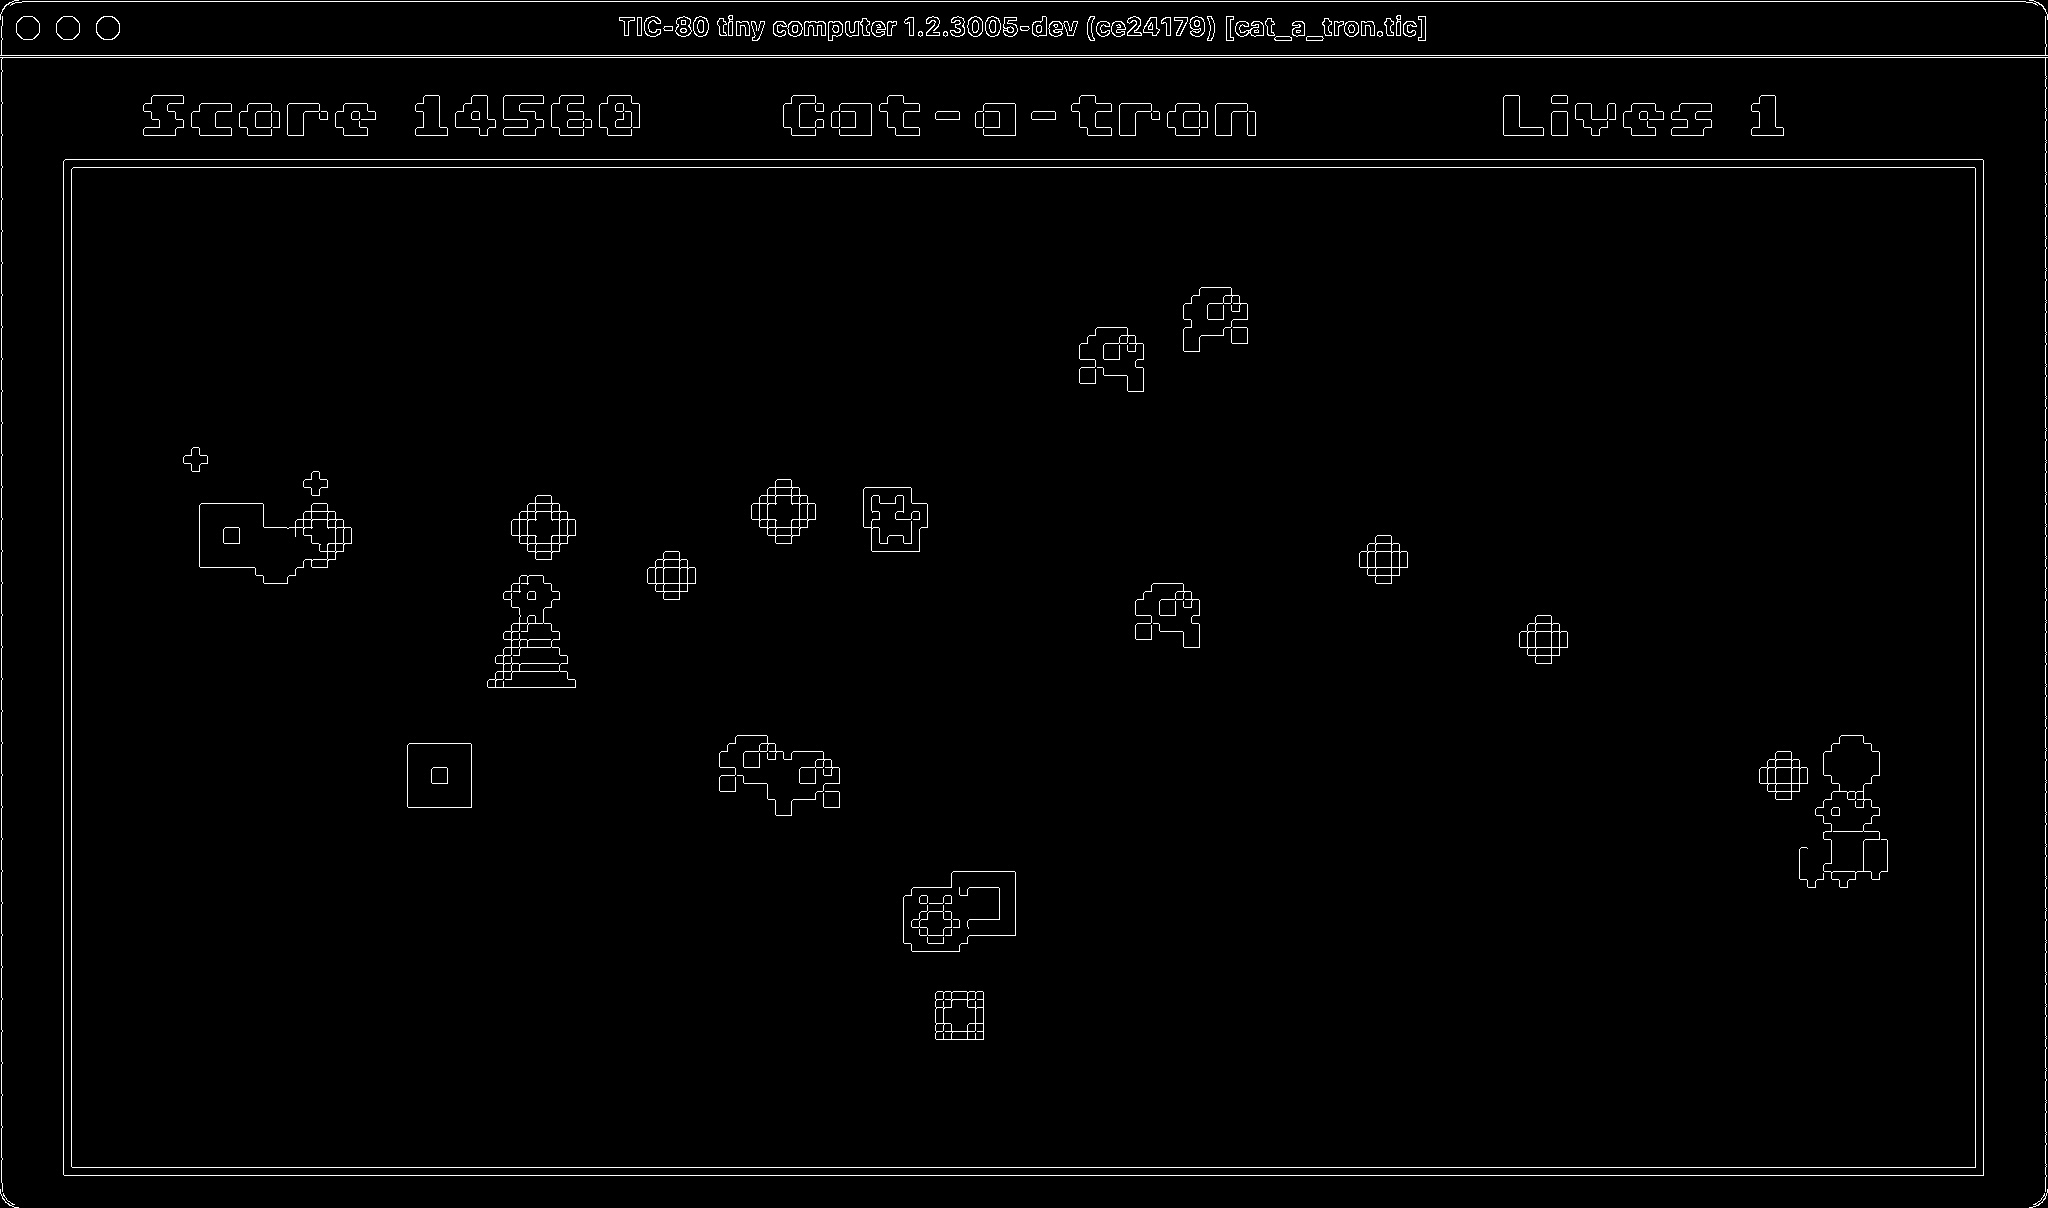 TIC-80 tiny computer 1.2.3005-dev (ce24179) [cat_a_tron.tic]
Score 14560 Cat-a-tron Lives 1